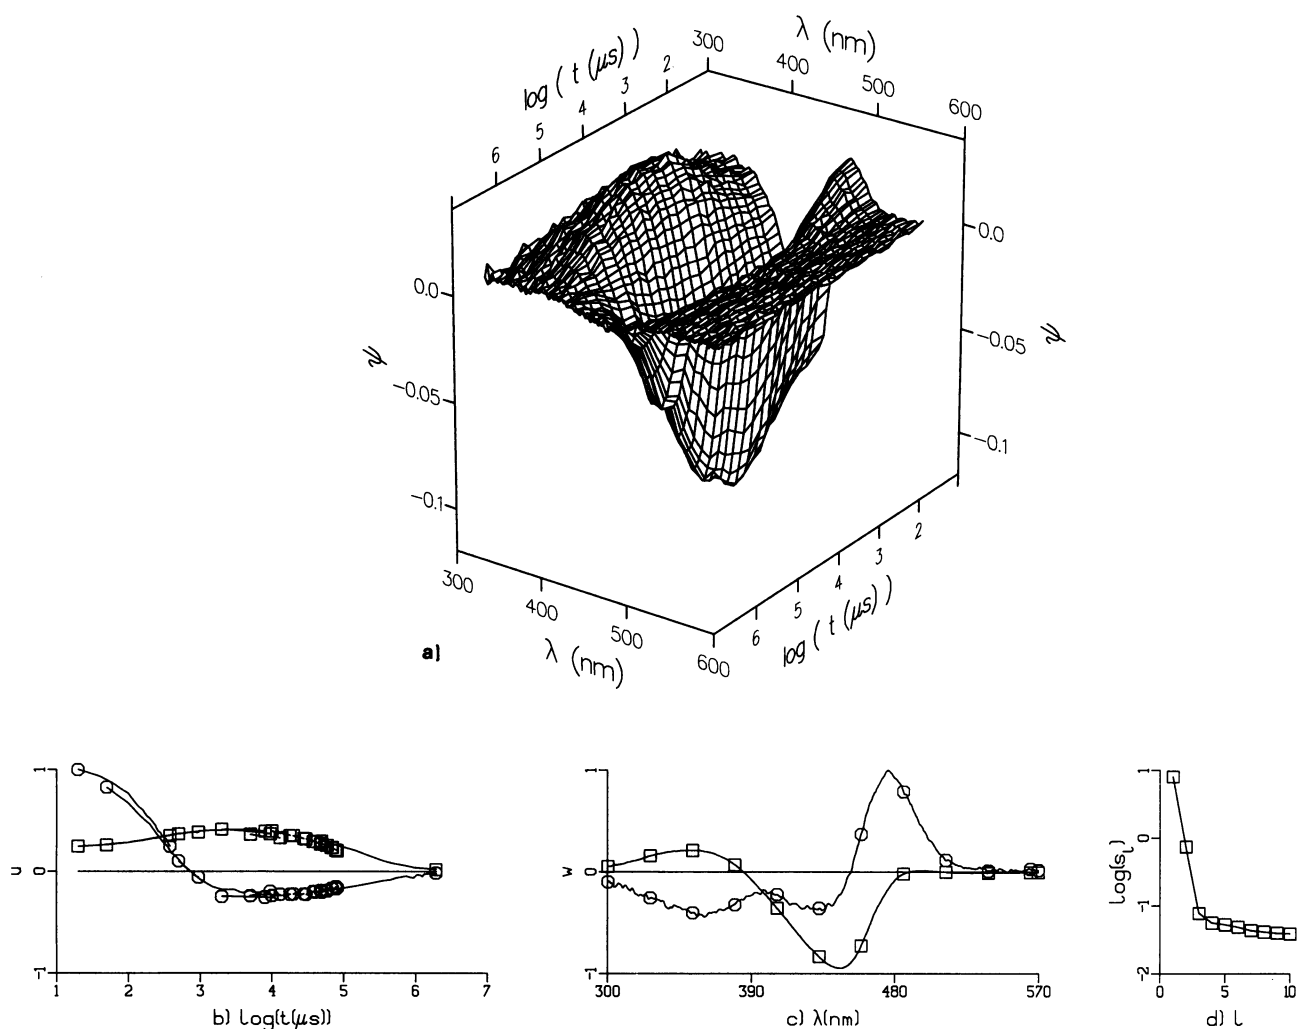 λ (nm)
300
400
500
600
log ( t (μs) )
2
3
4
5
6
0.0
-0.05
-0.1
ψ
0.0
-0.05
-0.1
ψ
300
400
500
600
λ (nm)
2
3
4
5
6
log ( t (μs) )
a)
1
0
-1
u
1 2 3 4 5 6 7
b) Log(t(μs))
1
0
-1
w
300 390 480 570
c) λ(nm)
1
0
-1
-2
Log(s_l)
0 5 10
d) l